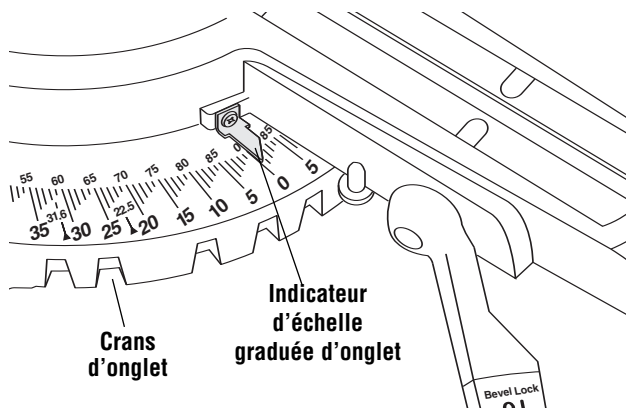 55 60 65 70 75 80 85 0 85
35 31.6 30 25 22.5 20 15 10 5 0 5
Indicateur
d'échelle
graduée d'onglet
Crans
d'onglet
Bevel Lock